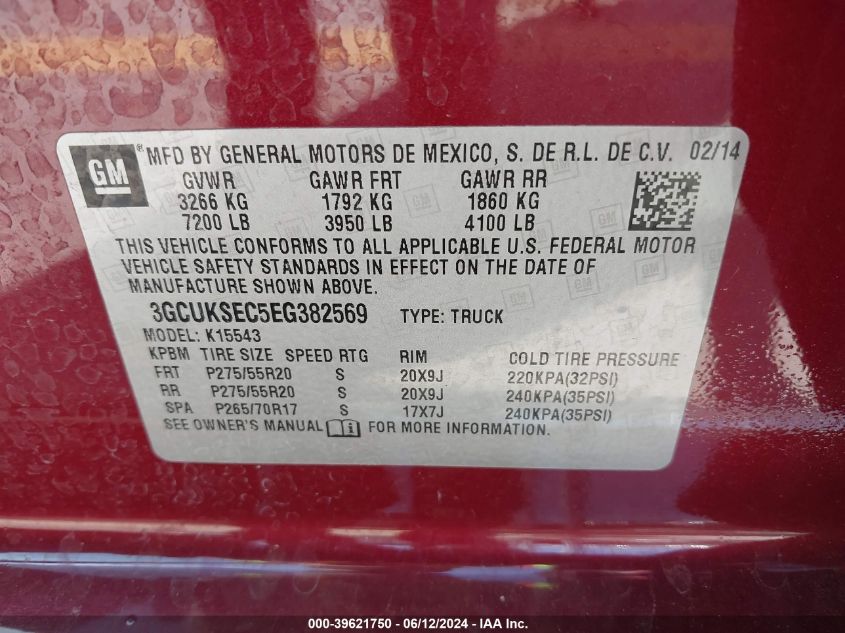 GM ® MFD BY GENERAL MOTORS DE MEXICO, S. DE R.L. DE C.V. 02/14
GVWR GAWR FRT GAWR RR
3266 KG 1792 KG 1860 KG
7200 LB 3950 LB 4100 LB
THIS VEHICLE CONFORMS TO ALL APPLICABLE U.S. FEDERAL MOTOR
VEHICLE SAFETY STANDARDS IN EFFECT ON THE DATE OF
MANUFACTURE SHOWN ABOVE.
3GCUKSEC5EG382569 TYPE: TRUCK
MODEL: K15543
KPBM TIRE SIZE SPEED RTG RIM COLD TIRE PRESSURE
FRT P275/55R20 S 20X9J 220KPA(32PSI)
RR P275/55R20 S 20X9J 240KPA(35PSI)
SPA P265/70R17 S 17X7J 240KPA(35PSI)
SEE OWNER'S MANUAL FOR MORE INFORMATION.
000-39621750 - 06/12/2024 - IAA Inc.